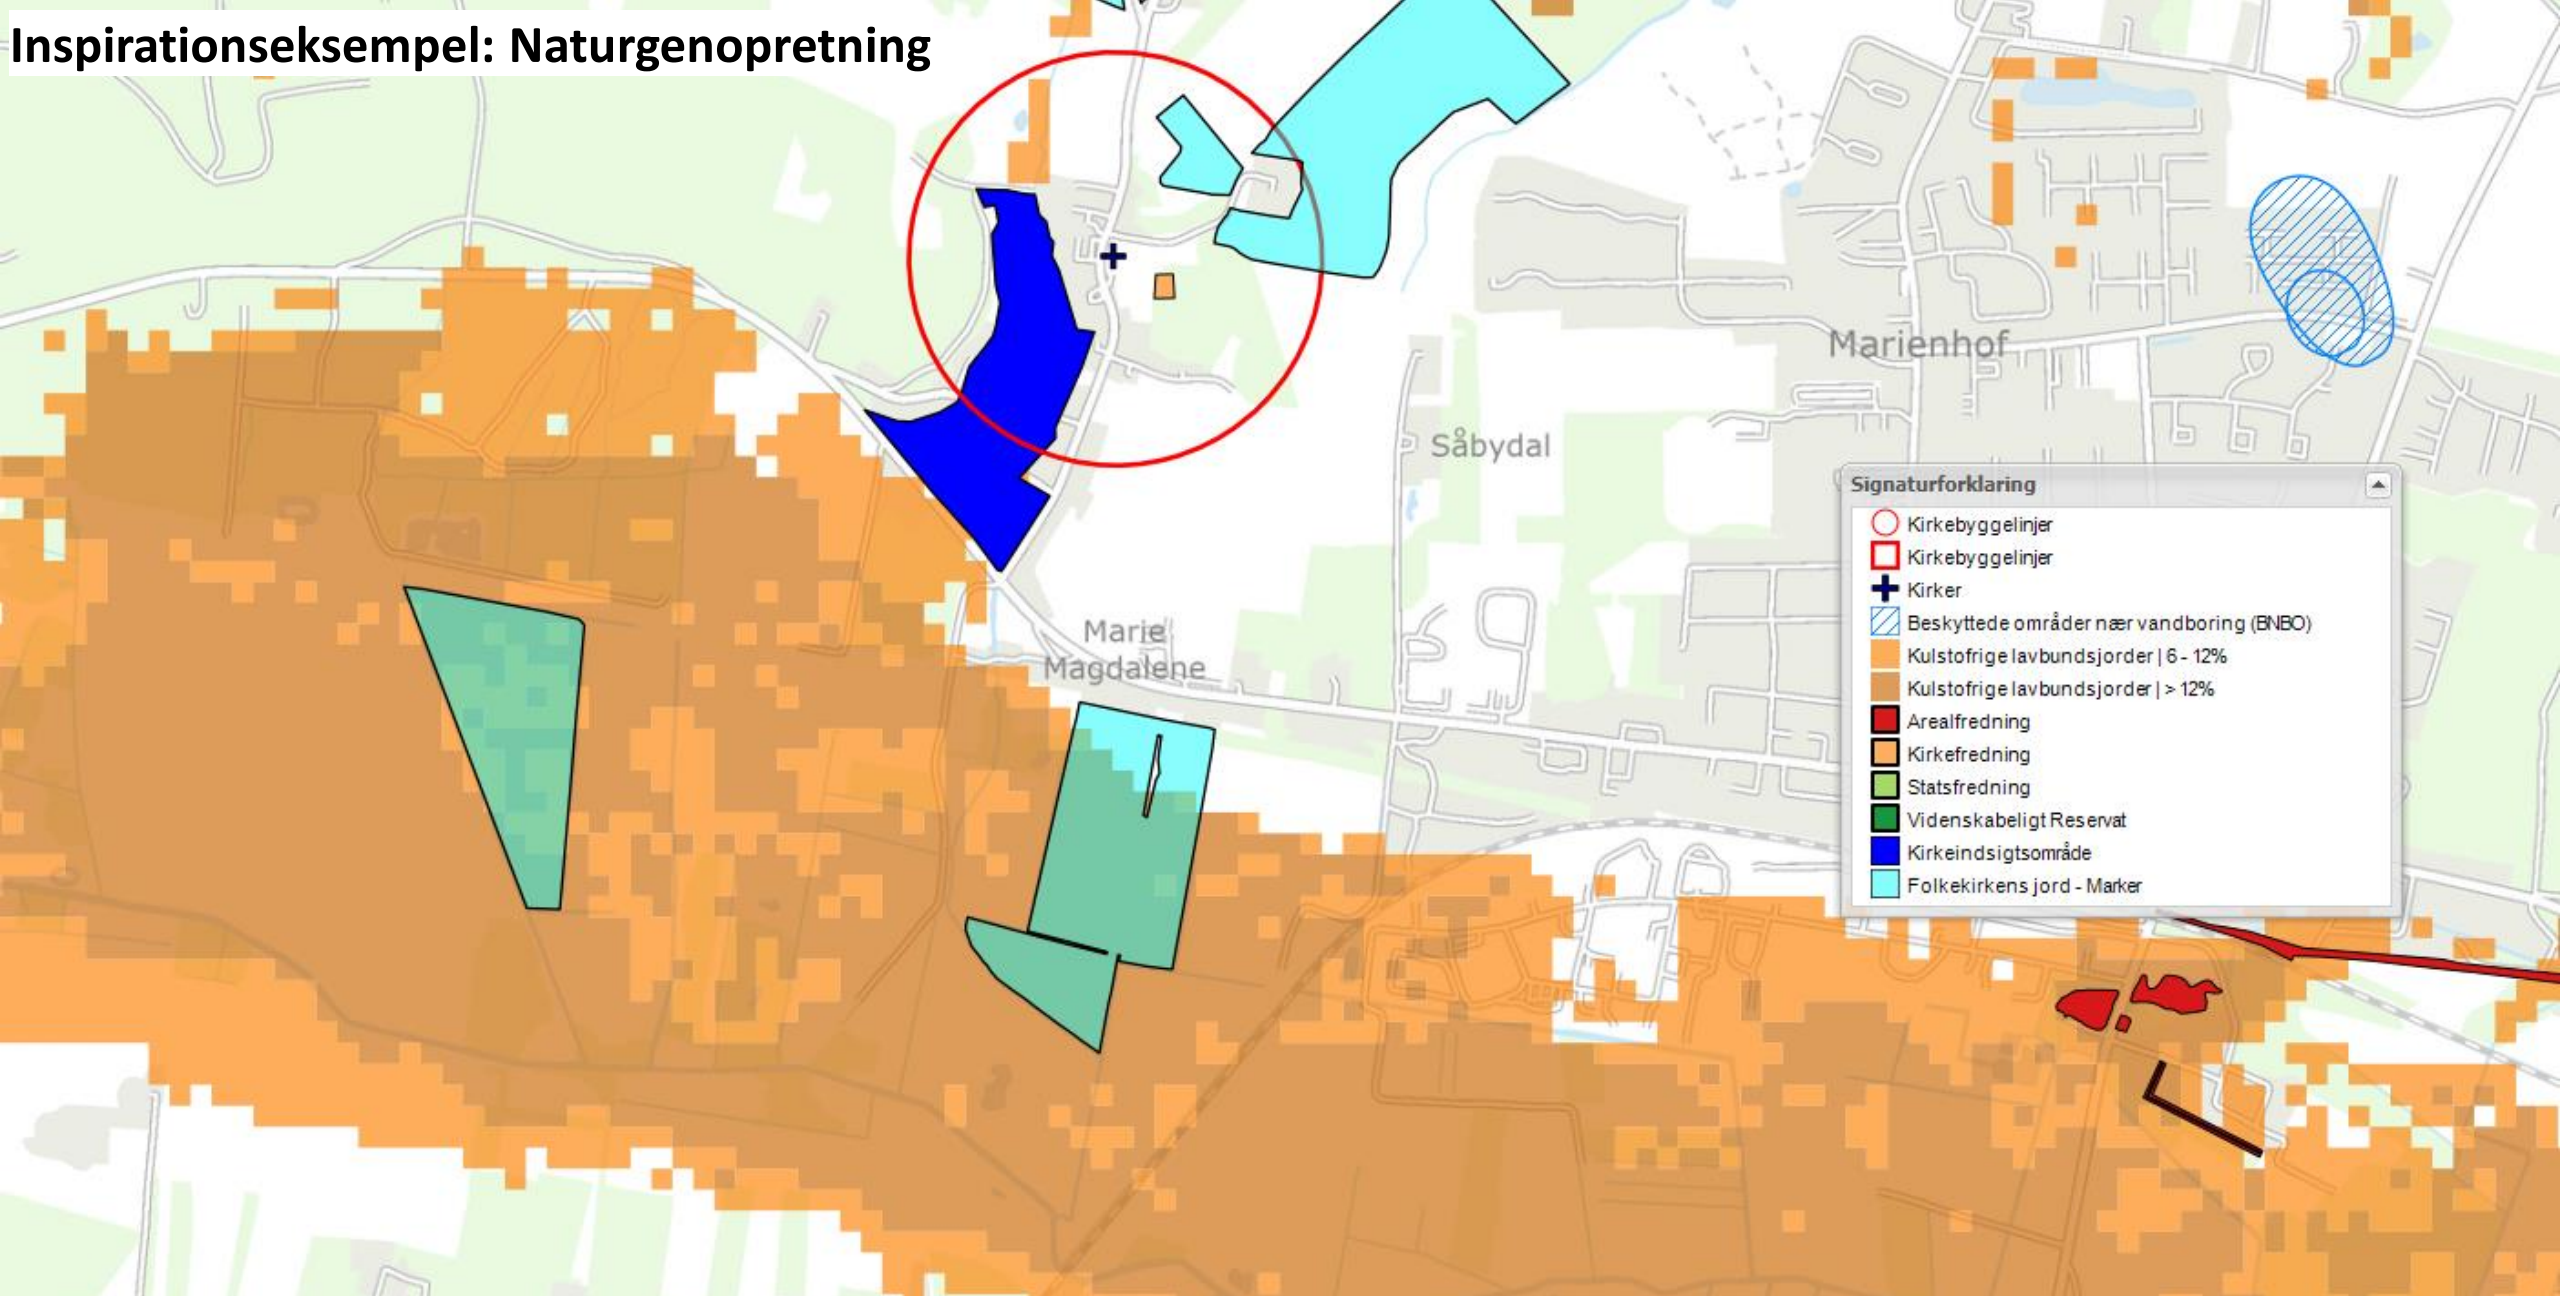 Inspirationseksempel: Naturgenopretning
Marienhof
Såbydal
Marie
Magdalene
Signaturforklaring
Kirkebyggelinjer
Kirkebyggelinjer
Kirker
Beskyttede områder nær vandboring (BNBO)
Kulstofrige lavbundsjorder | 6 - 12%
Kulstofrige lavbundsjorder | > 12%
Arealfredning
Kirkefredning
Statsfredning
Videnskabeligt Reservat
Kirkeindsigtsområde
Folkekirkens jord - Marker